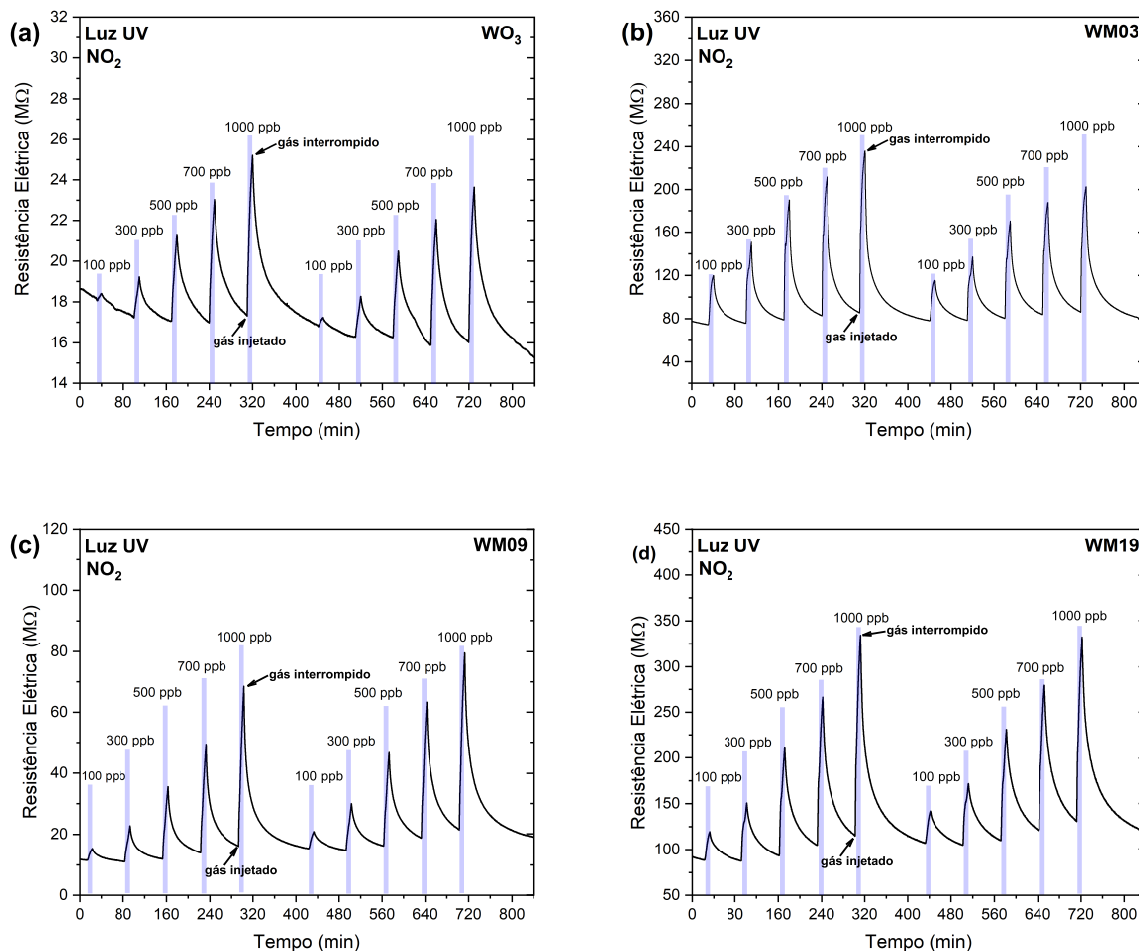 (a)
Luz UV
NO₂
WO₃
100 ppb
300 ppb
500 ppb
700 ppb
1000 ppb
gás interrompido
gás injetado
100 ppb
300 ppb
500 ppb
700 ppb
1000 ppb
Resistência Elétrica (MΩ)
32
30
28
26
24
22
20
18
16
14
0 80 160 240 320 400 480 560 640 720 800
Tempo (min)
(b)
Luz UV
NO₂
WM03
100 ppb
300 ppb
500 ppb
700 ppb
1000 ppb
gás interrompido
gas injetado
100 ppb
300 ppb
500 ppb
700 ppb
1000 ppb
Resistência Elétrica (MΩ)
360
320
280
240
200
160
120
80
40
0 80 160 240 320 400 480 560 640 720 800
Tempo (min)
(c)
Luz UV
NO₂
WM09
100 ppb
300 ppb
500 ppb
700 ppb
1000 ppb
gás interrompido
gás injetado
100 ppb
300 ppb
500 ppb
700 ppb
1000 ppb
Resistência Elétrica (MΩ)
120
100
80
60
40
20
0
0 80 160 240 320 400 480 560 640 720 800
Tempo (min)
(d)
Luz UV
NO₂
WM19
100 ppb
300 ppb
500 ppb
700 ppb
1000 ppb
gás interrompido
gás injetado
100 ppb
300 ppb
500 ppb
700 ppb
1000 ppb
Resistência Elétrica (MΩ)
450
400
350
300
250
200
150
100
50
0 80 160 240 320 400 480 560 640 720 800
Tempo (min)